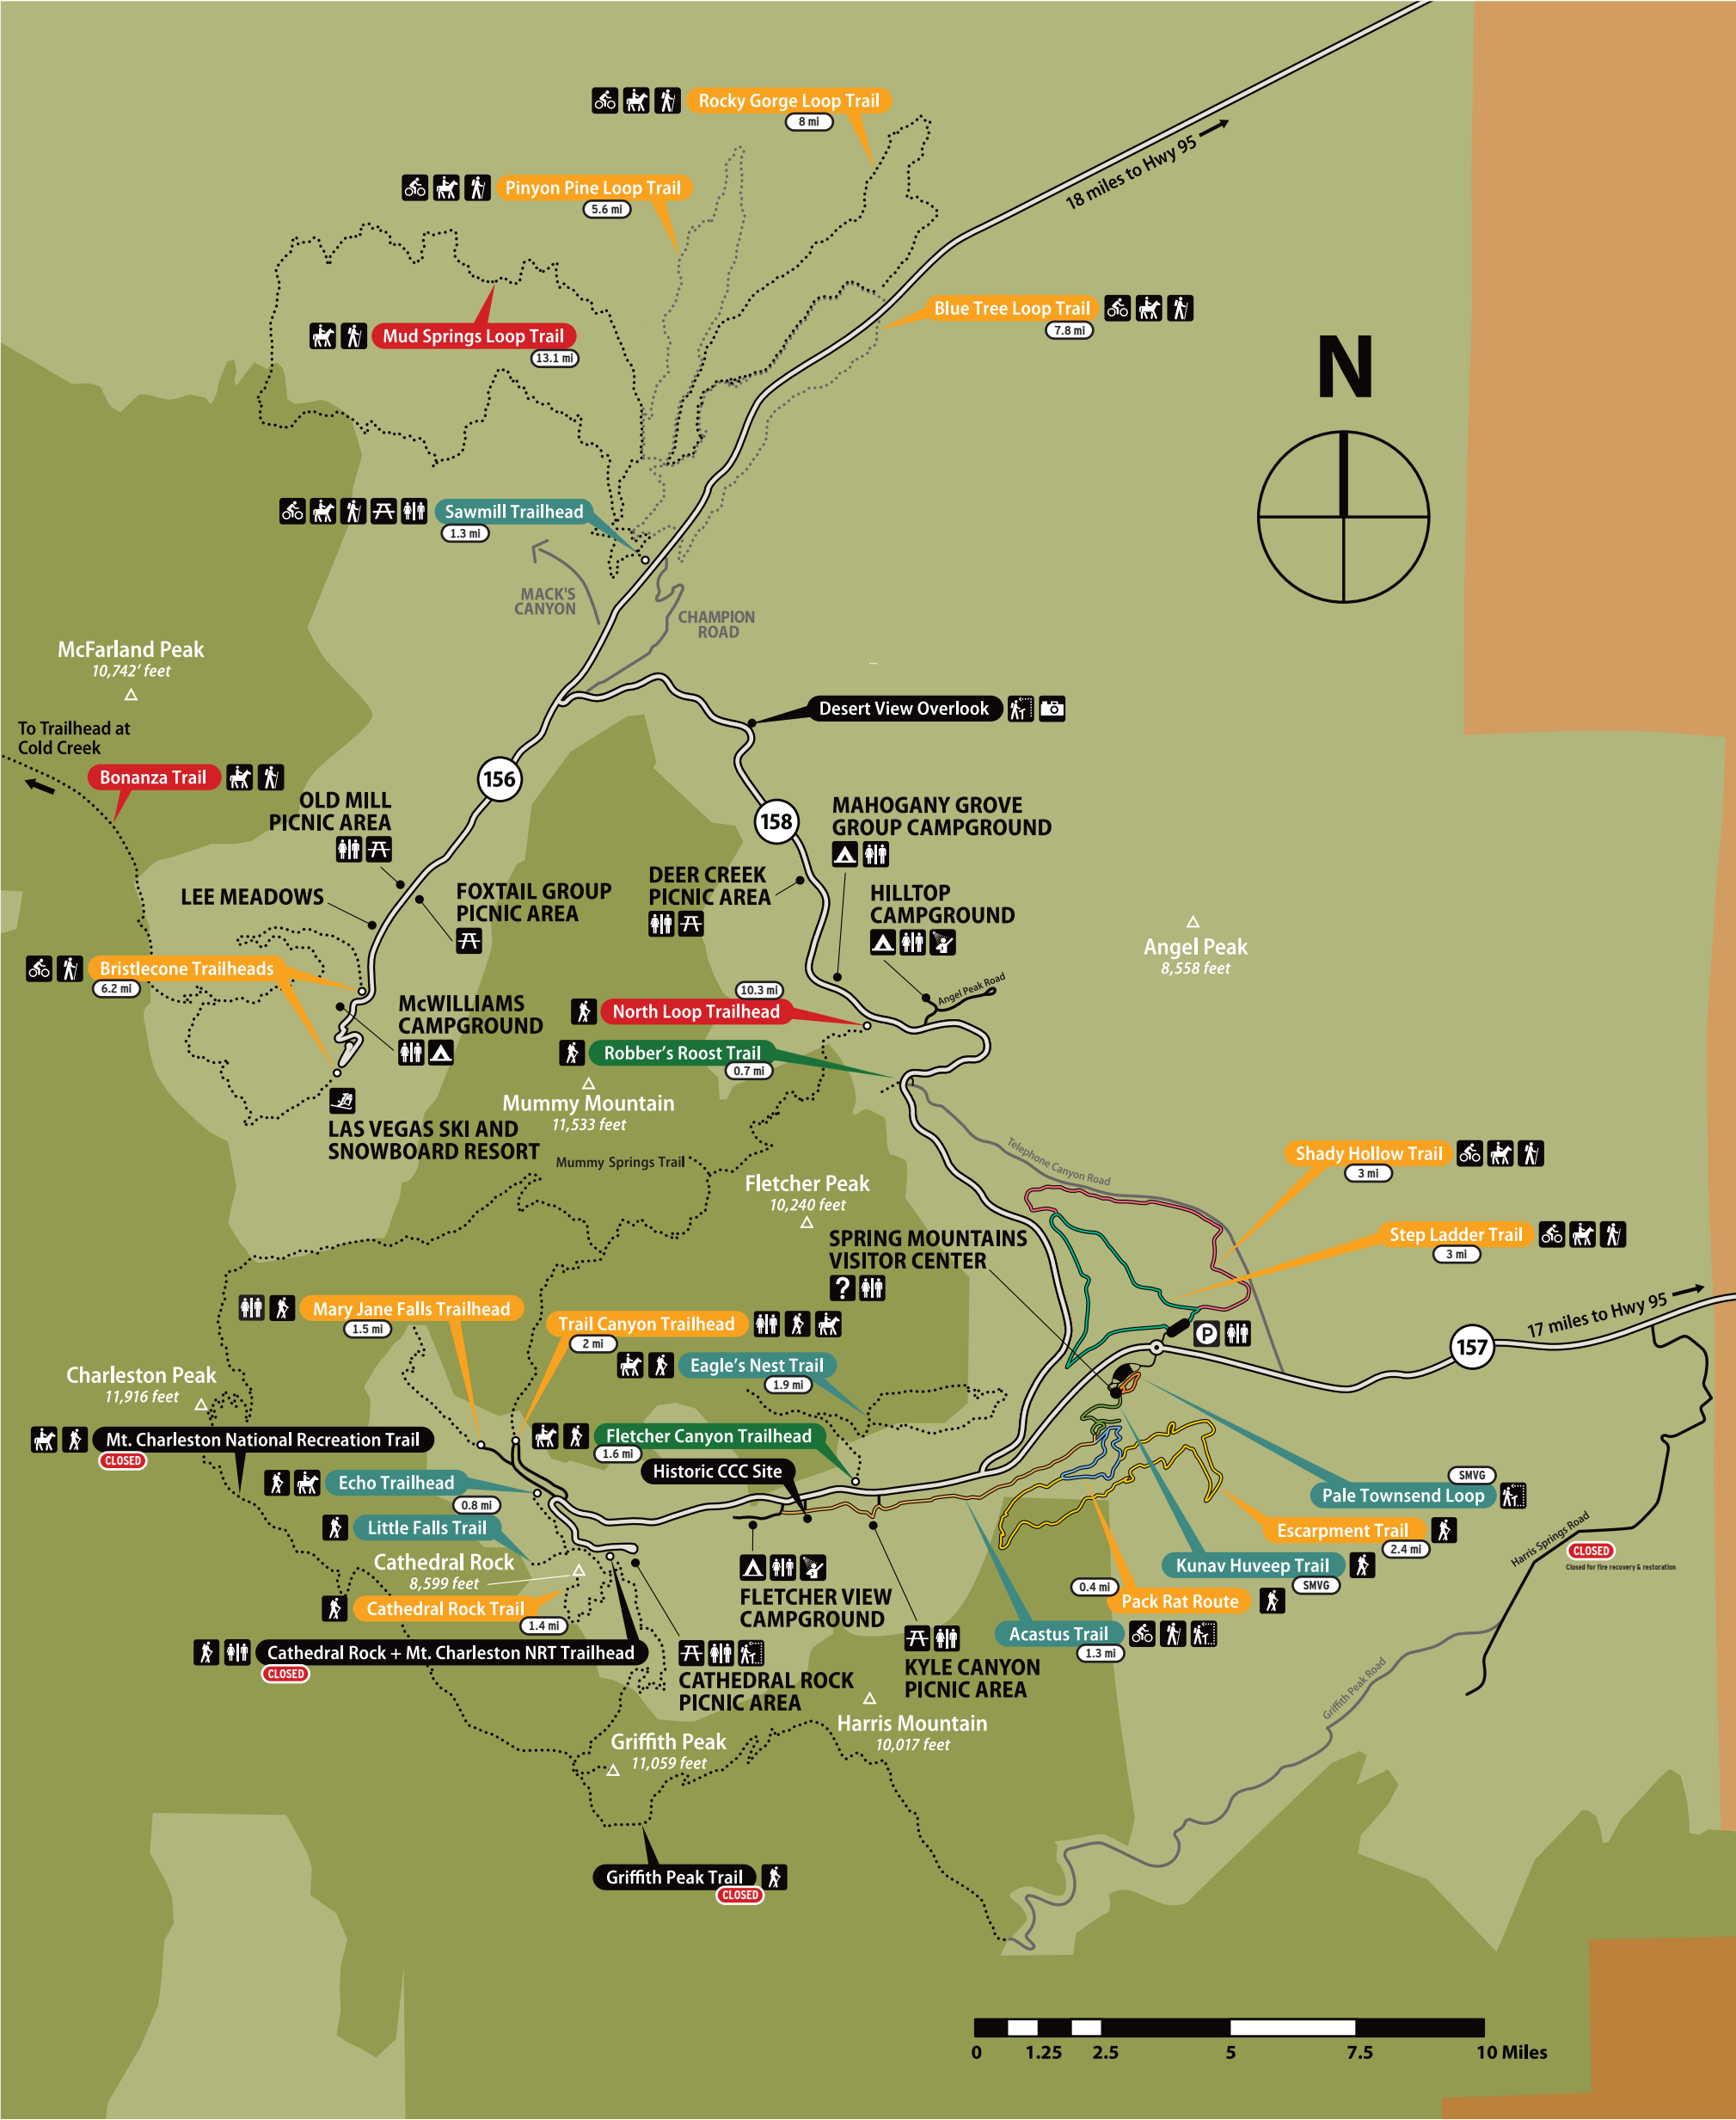 Rocky Gorge Loop Trail
8 mi
18 miles to Hwy 95
Pinyon Pine Loop Trail
5.6 mi
Blue Tree Loop Trail
7.8 mi
Mud Springs Loop Trail
13.1 mi
N
Sawmill Trailhead
1.3 mi
MACK'S
CANYON
CHAMPION
ROAD
McFarland Peak
10,742' feet
...
To Trailhead at
Cold Creek
Desert View Overlook
Bonanza Trail
156
OLD MILL
PICNIC AREA
158
MAHOGANY GROVE
GROUP CAMPGROUND
LEE MEADOWS
FOXTAIL GROUP
PICNIC AREA
DEER CREEK
PICNIC AREA
HILLTOP
CAMPGROUND
Angel Peak
8,558 feet
Bristlecone Trailheads
6.2 mi
McWILLIAMS
CAMPGROUND
10.3 mi
North Loop Trailhead
Angel Peak Road
Robber's Roost Trail
0.7 mi
Mummy Mountain
11,533 feet
LAS VEGAS SKI AND
SNOWBOARD RESORT
Mummy Springs Trail
Telephone Canyon Road
Shady Hollow Trail
3 mi
Fletcher Peak
10,240 feet
Step Ladder Trail
3 mi
SPRING MOUNTAINS
VISITOR CENTER
?
Mary Jane Falls Trailhead
1.5 mi
Trail Canyon Trailhead
2 mi
P
17 miles to Hwy 95
157
Eagle's Nest Trail
1.9 mi
Charleston Peak
11,916 feet
Mt. Charleston National Recreation Trail
CLOSED
Fletcher Canyon Trailhead
1.6 mi
Historic CCC Site
Echo Trailhead
0.8 mi
SMVG
Pale Townsend Loop
Little Falls Trail
Escarpment Trail
2.4 mi
Harris Springs Road
CLOSED
Closed for fire recovery & restoration
Cathedral Rock
8,599 feet
Kunav Huveep Trail
SMVG
FLETCHER VIEW
CAMPGROUND
0.4 mi
Pack Rat Route
Cathedral Rock Trail
1.4 mi
Acastus Trail
1.3 mi
Cathedral Rock + Mt. Charleston NRT Trailhead
CLOSED
CATHEDRAL ROCK
PICNIC AREA
KYLE CANYON
PICNIC AREA
Griffith Peak Road
Harris Mountain
10,017 feet
Griffith Peak
11,059 feet
Griffith Peak Trail
CLOSED
0 1.25 2.5 5 7.5 10 Miles